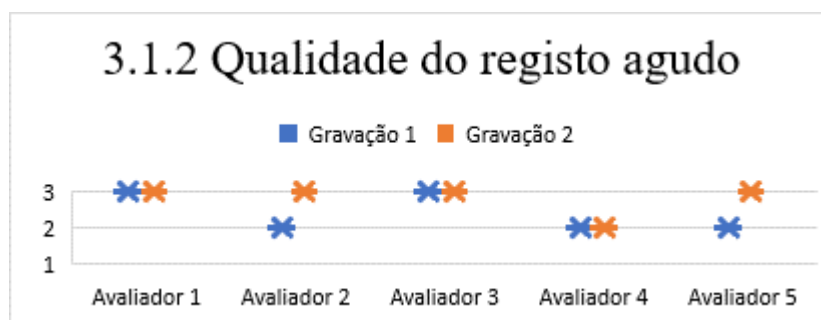 3.1.2 Qualidade do registo agudo
Gravação 1 Gravação 2
3
2
1
Avaliador 1 Avaliador 2 Avaliador 3 Avaliador 4 Avaliador 5